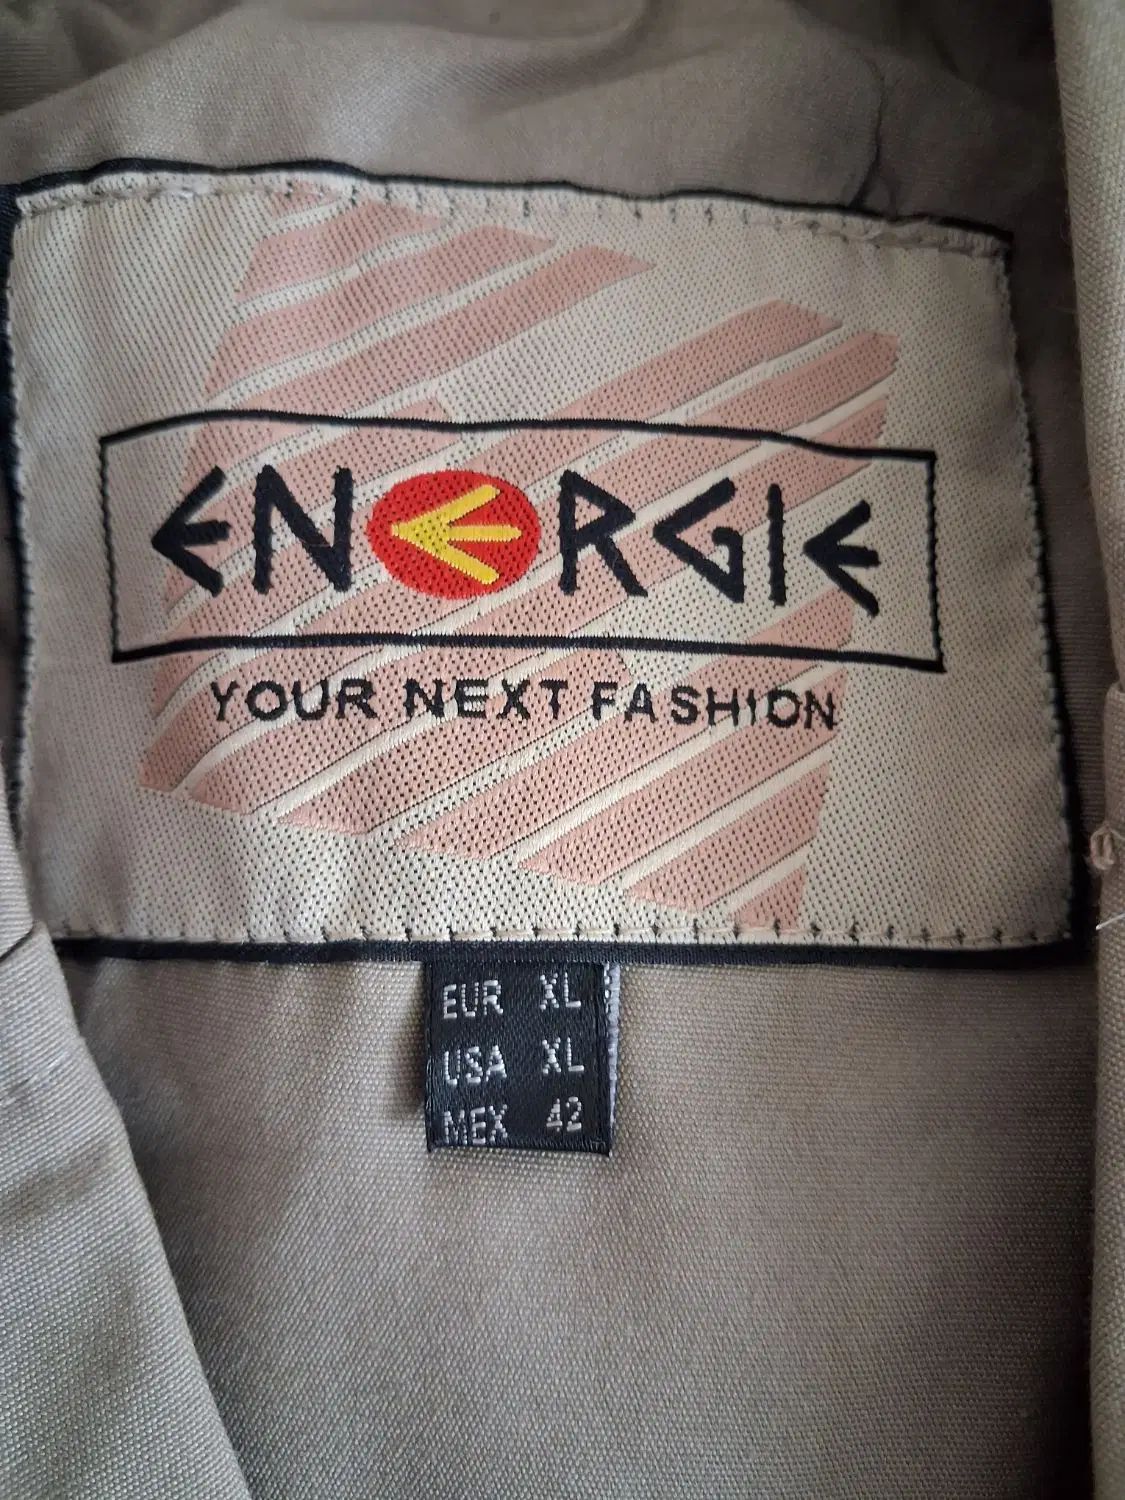 ENERGIE
YOUR NEXT FASHION
EUR XL
USA XL
MEX 42